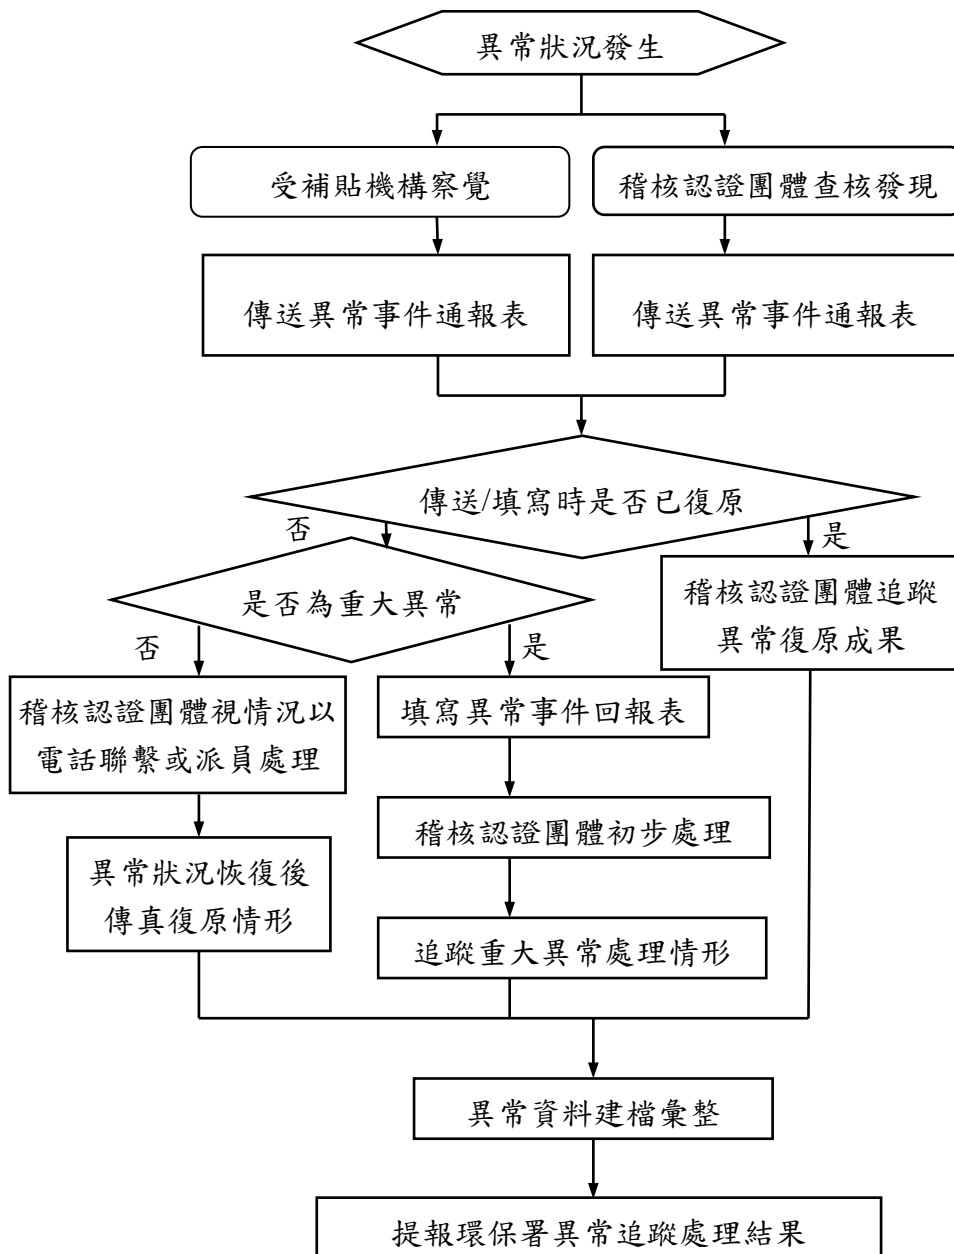 異常狀況發生
受補貼機構察覺
稽核認證團體查核發現
傳送異常事件通報表
傳送異常事件通報表
傳送/填寫時是否已復原
否
是
是否為重大異常
稽核認證團體追蹤
異常復原成果
否
是
稽核認證團體視情況以
電話聯繫或派員處理
填寫異常事件回報表
稽核認證團體初步處理
異常狀況恢復後
傳真復原情形
追蹤重大異常處理情形
異常資料建檔彙整
提報環保署異常追蹤處理結果